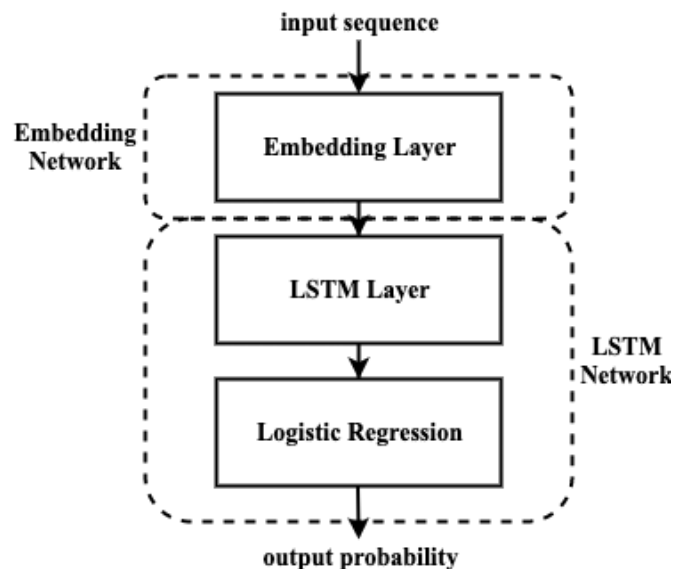 input sequence
Embedding
Network
Embedding Layer
LSTM Layer
LSTM
Network
Logistic Regression
output probability